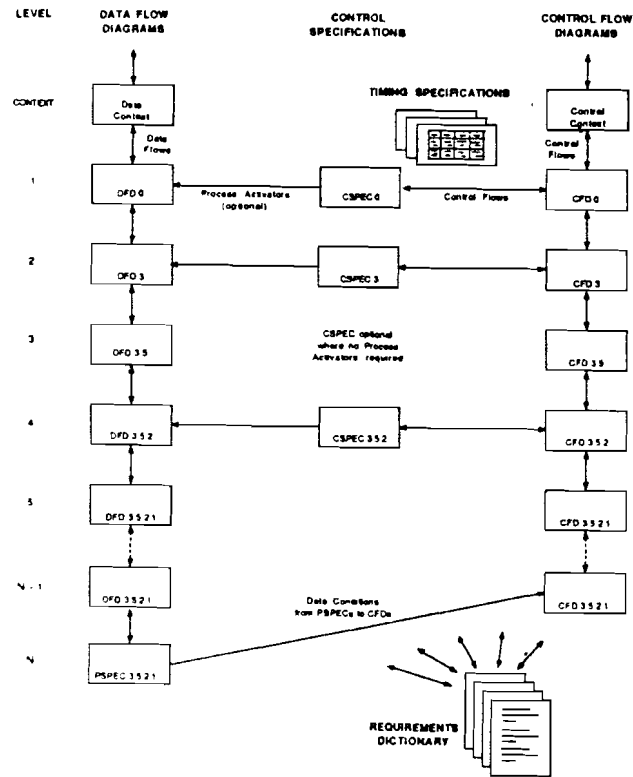 LEVEL
DATA FLOW
DIAGRAMS
CONTROL
SPECIFICATIONS
CONTROL FLOW
DIAGRAMS
CONTEXT
Data
Context
TIMING SPECIFICATIONS
Control
Context
Data
Flows
Control
Flows
1
DFD 0
Process Activators
(optional)
CSPEC 0
Control Flows
CFD 0
2
DFD 3
CSPEC 3
CFD 3
3
DFD 3.5
CSPEC optional
where no Process
Activators required
CFD 3.5
4
DFD 3.5.2
CSPEC 3.5.2
CFD 3.5.2
5
DFD 3.5.2.1
CFD 3.5.2.1
N - 1
DFD 3.5.2.1
Data Conditions
from PSPECs to CFDs
CFD 3.5.2.1
N
PSPEC 3.5.2.1
REQUIREMENTS
DICTIONARY